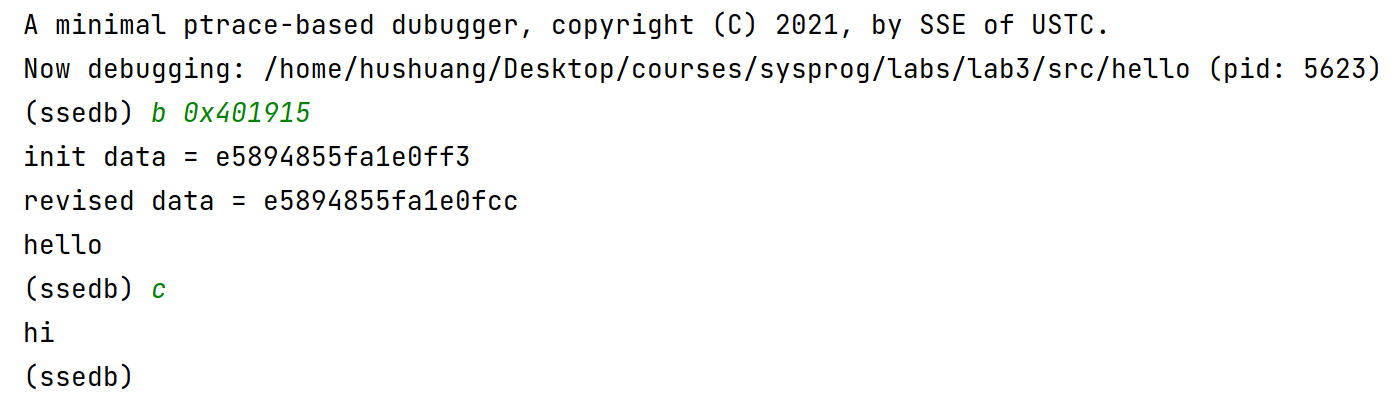 A minimal ptrace-based dubugger, copyright (C) 2021, by SSE of USTC.
Now debugging: /home/hushuang/Desktop/courses/sysprog/labs/lab3/src/hello (pid: 5623)
(ssedb) b 0x401915
init data = e5894855fa1e0ff3
revised data = e5894855fa1e0fcc
hello
(ssedb) c
hi
(ssedb)